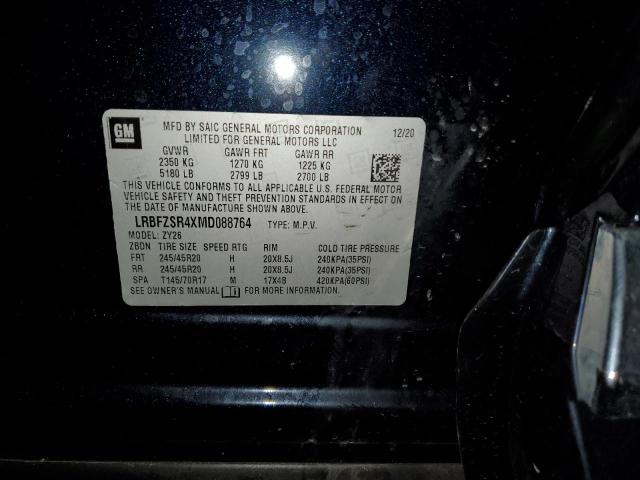 GM
MFD BY SAIC GENERAL MOTORS CORPORATION 12/20
LIMITED FOR GENERAL MOTORS LLC
GVWR GAWR FRT GAWR RR
2350 KG 1270 KG 1225 KG
5180 LB 2799 LB 2700 LB
THIS VEHICLE CONFORMS TO ALL APPLICABLE U.S. FEDERAL MOTOR
VEHICLE SAFETY AND THEFT PREVENTION STANDARDS IN EFFECT ON
THE DATE OF MANUFACTURE SHOWN ABOVE.
LRBFZSR4XMD088764 TYPE: M.P.V.
MODEL: ZY26
ZBDN TIRE SIZE SPEED RTG RIM COLD TIRE PRESSURE
FRT 245/45R20 H 20X8.5J 240KPA(35PSI)
RR 245/45R20 H 20X8.5J 240KPA(35PSI)
SPA T145/70R17 M 17X4B 420KPA(60PSI)
SEE OWNER'S MANUAL FOR MORE INFORMATION.